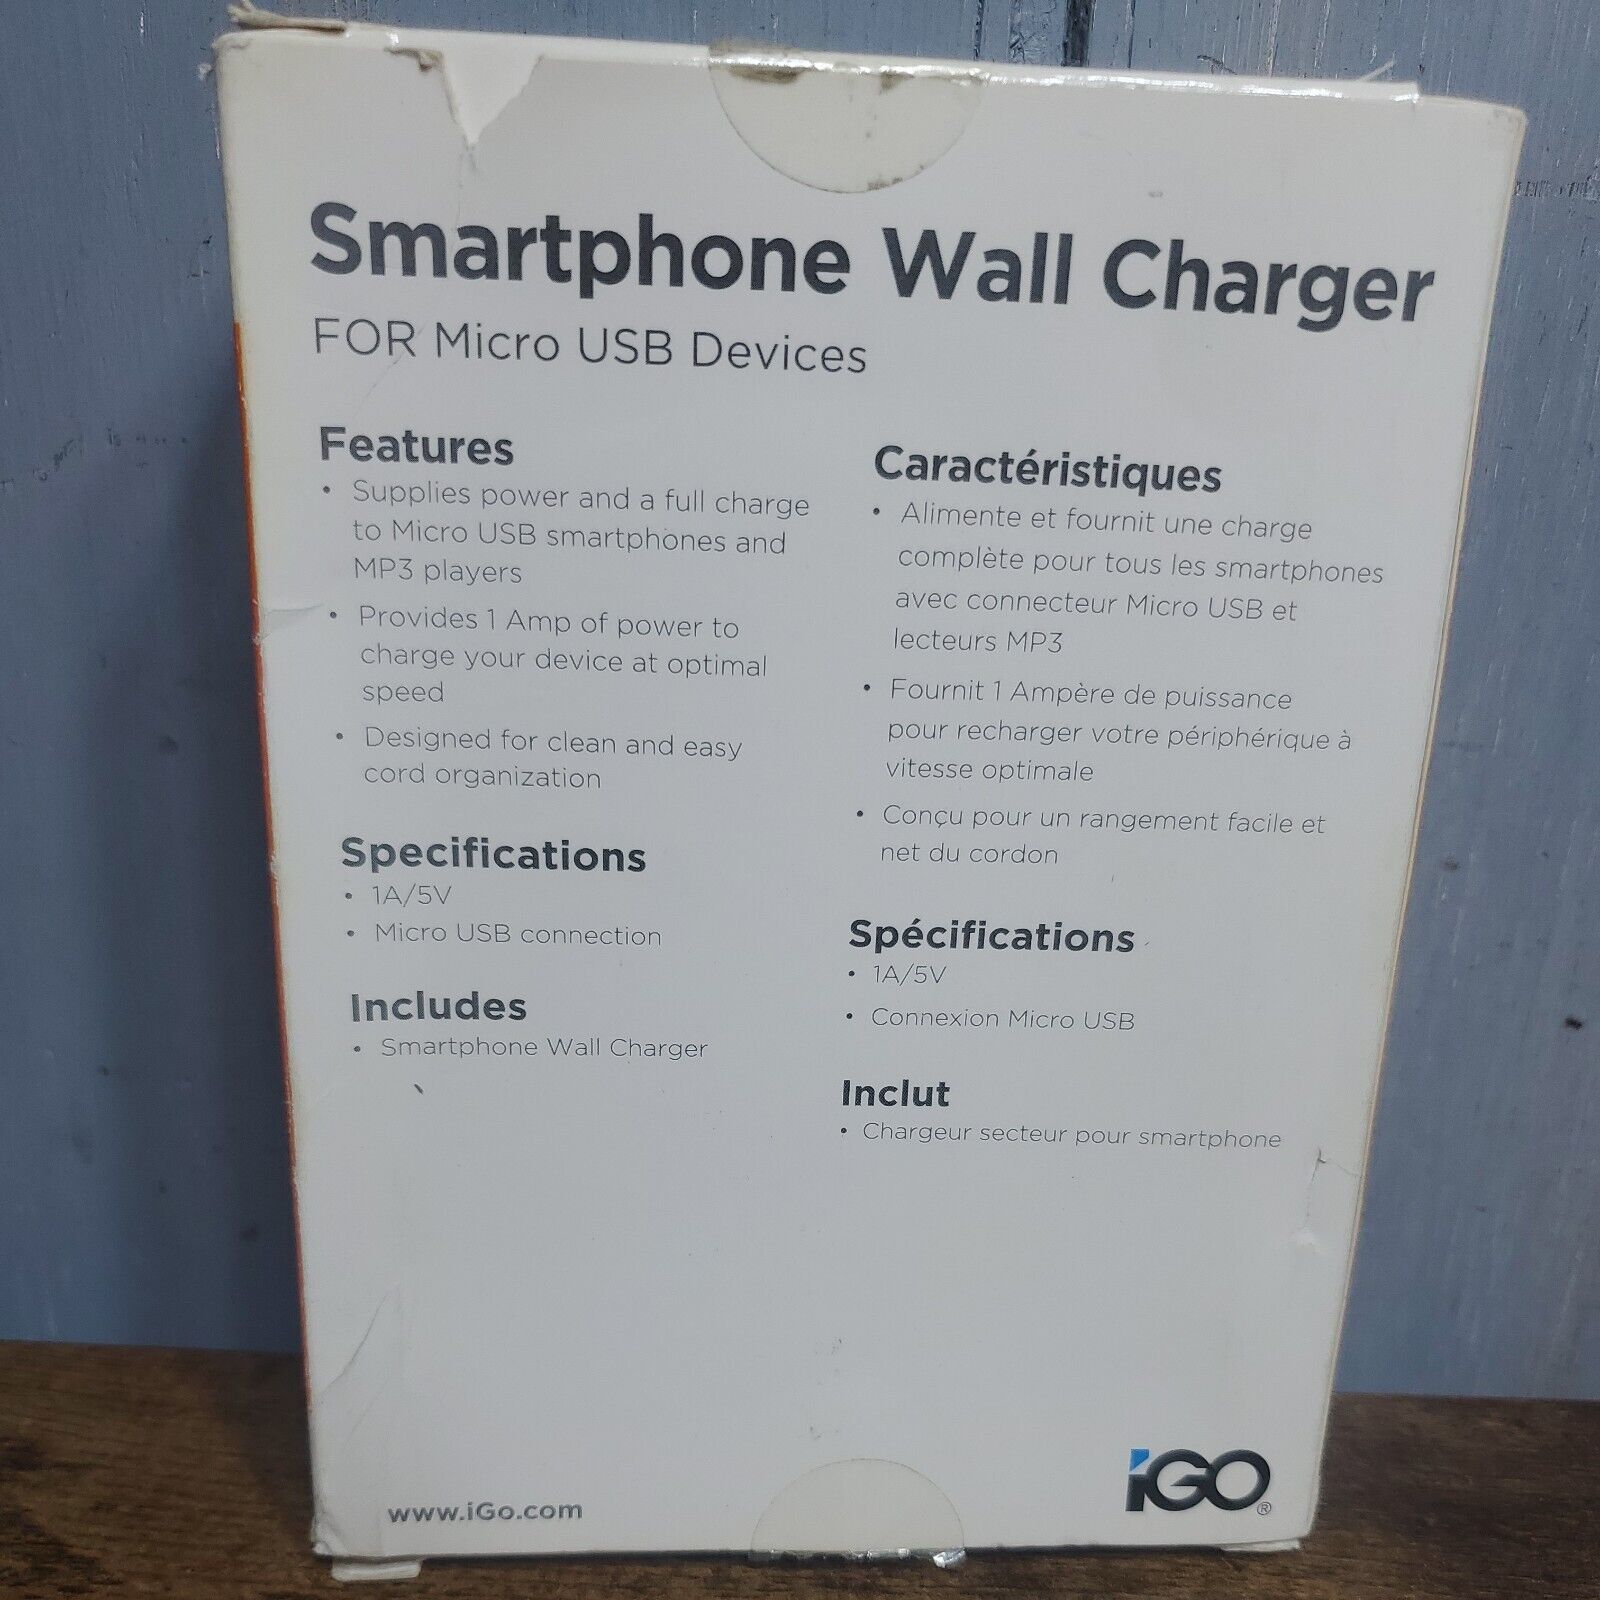 Smartphone Wall Charger
FOR Micro USB Devices
Features
• Supplies power and a full charge
to Micro USB smartphones and
MP3 players
• Provides 1 Amp of power to
charge your device at optimal
speed
• Designed for clean and easy
cord organization
Specifications
• 1A/5V
• Micro USB connection
Includes
• Smartphone Wall Charger
Caractéristiques
• Alimente et fournit une charge
complète pour tous les smartphones
avec connecteur Micro USB et
lecteurs MP3
• Fournit 1 Ampère de puissance
pour recharger votre périphérique à
vitesse optimale
• Conçu pour un rangement facile et
net du cordon
Spécifications
• 1A/5V
• Connexion Micro USB
Inclut
• Chargeur secteur pour smartphone
www.iGo.com
iGO®